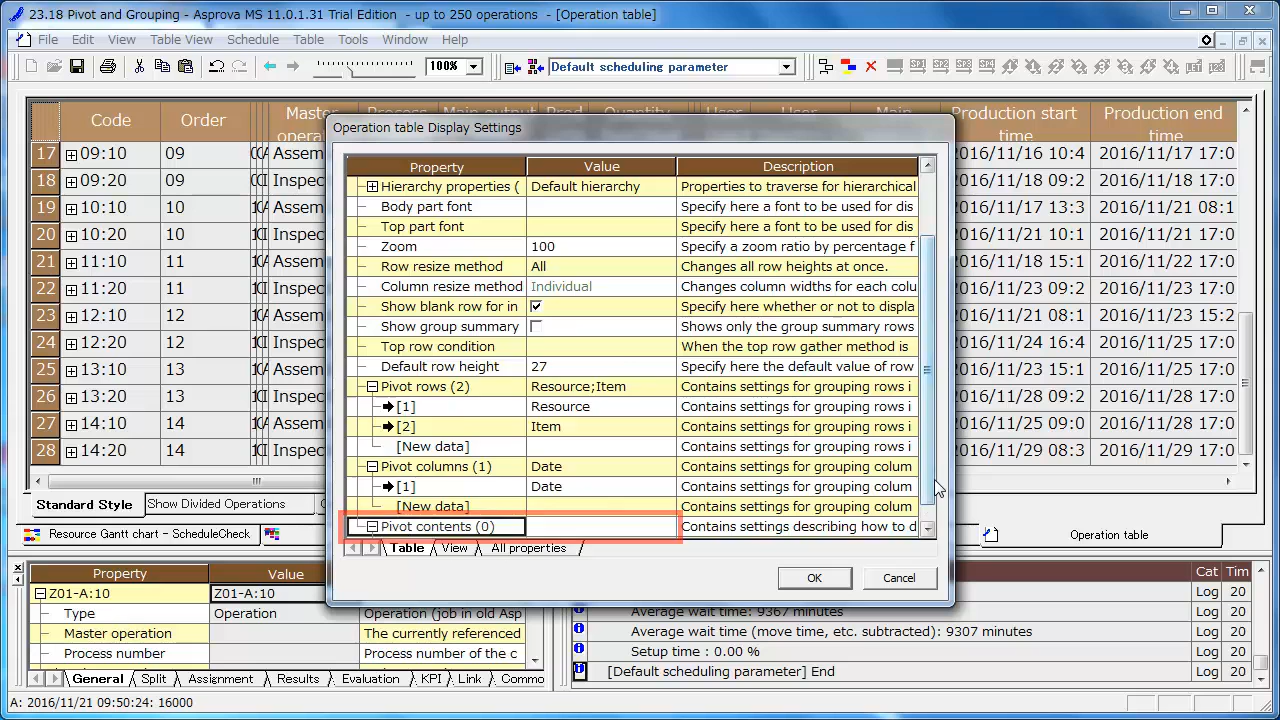 23.18 Pivot and Grouping - Asprova MS 11.0.1.31 Trial Edition - up to 250 operations - [Operation table]
File Edit View Table View Schedule Table Tools Window Help
100% Default scheduling parameter
Code Order Master Production start Production end
time time
17 09:10 09 Assem 2016/11/16 10:4 2016/11/17 17:0
18 09:20 09 Inspec 2016/11/18 09:2 2016/11/18 17:0
19 10:10 10 Assem 2016/11/17 13:3 2016/11/21 08:1
20 10:20 10 Inspec 2016/11/21 10:1 2016/11/21 17:0
21 11:10 11 Assem 2016/11/18 15:1 2016/11/22 09:3
22 11:20 11 Inspec 2016/11/22 11:3 2016/11/22 17:0
23 12:10 12 Assem 2016/11/21 08:1 2016/11/23 15:2
24 12:20 12 Inspec 2016/11/24 16:4 2016/11/24 17:0
25 13:10 13 Assem 2016/11/23 15:1 2016/11/25 17:0
26 13:20 13 Inspec 2016/11/28 09:2 2016/11/28 17:0
27 14:10 14 Assem 2016/11/25 09:0 2016/11/28 17:0
28 14:20 14 Inspec 2016/11/29 08:3 2016/11/29 17:0
Operation table Display Settings
Property Value Description
Hierarchy properties ( Default hierarchy Properties to traverse for hierarchical
Body part font Specify here a font to be used for dis
Top part font Specify here a font to be used for dis
Zoom 100 Specify a zoom ratio by percentage f
Row resize method All Changes all row heights at once.
Column resize method Individual Changes column widths for each colu
Show blank row for in Specify here whether or not to displa
Show group summary Shows only the group summary rows
Top row condition When the top row gather method is
Default row height 27 Specify here the default value of row
Pivot rows (2) Resource;Item Contains settings for grouping rows i
[1] Resource Contains settings for grouping rows i
[2] Item Contains settings for grouping rows i
[New data] Contains settings for grouping rows i
Pivot columns (1) Date Contains settings for grouping colum
[1] Date Contains settings for grouping colum
[New data] Contains settings for grouping colum
Pivot contents (0) Contains settings describing how to d
Table View All properties
OK Cancel
Standard Style Show Divided Operations
Resource Gantt chart - ScheduleCheck Operation table
Property Value
Z01-A:10 Z01-A:10
Type Operation Operation (job in old Asp
Master operation The currently referenced
Process number Process number of the c
General Split Assignment Results Evaluation KPI Link Commo
Cat Tim
Log 20
Average wait time: 9367 minutes Log 20
Average wait time (move time, etc. subtracted): 9307 minutes Log 20
Setup time : 0.00 % Log 20
[Default scheduling parameter] End Log 20
A: 2016/11/21 09:50:24: 16000